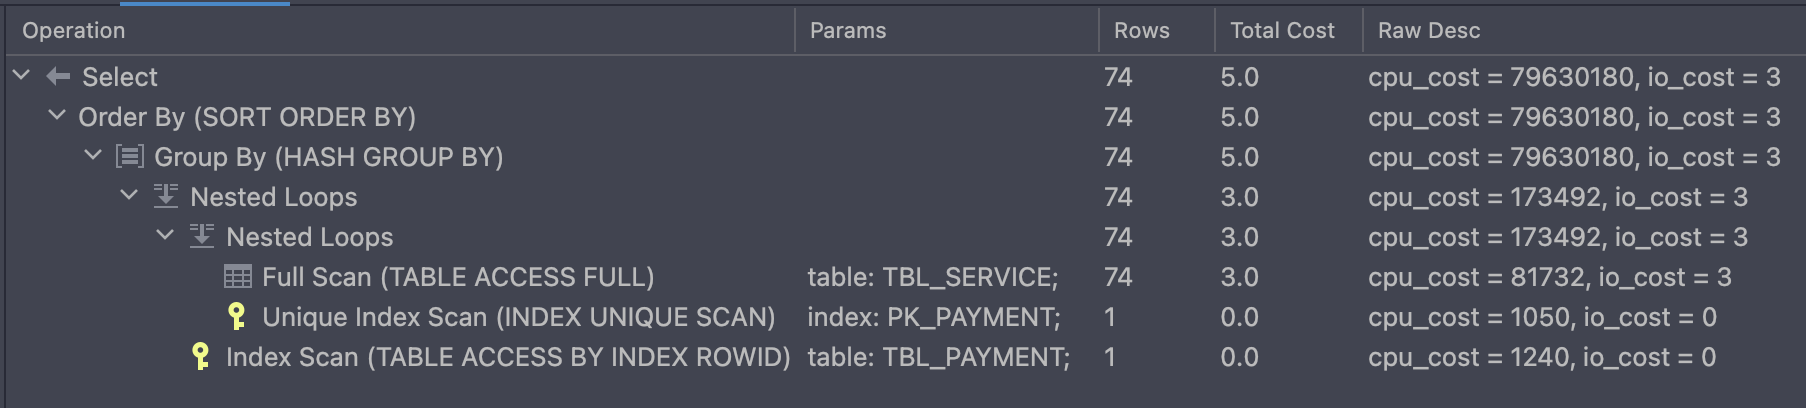 Operation Params Rows Total Cost Raw Desc
Select 74 5.0 cpu_cost = 79630180, io_cost = 3
Order By (SORT ORDER BY) 74 5.0 cpu_cost = 79630180, io_cost = 3
Group By (HASH GROUP BY) 74 5.0 cpu_cost = 79630180, io_cost = 3
Nested Loops 74 3.0 cpu_cost = 173492, io_cost = 3
Nested Loops 74 3.0 cpu_cost = 173492, io_cost = 3
Full Scan (TABLE ACCESS FULL) table: TBL_SERVICE; 74 3.0 cpu_cost = 81732, io_cost = 3
Unique Index Scan (INDEX UNIQUE SCAN) index: PK_PAYMENT; 1 0.0 cpu_cost = 1050, io_cost = 0
Index Scan (TABLE ACCESS BY INDEX ROWID) table: TBL_PAYMENT; 1 0.0 cpu_cost = 1240, io_cost = 0